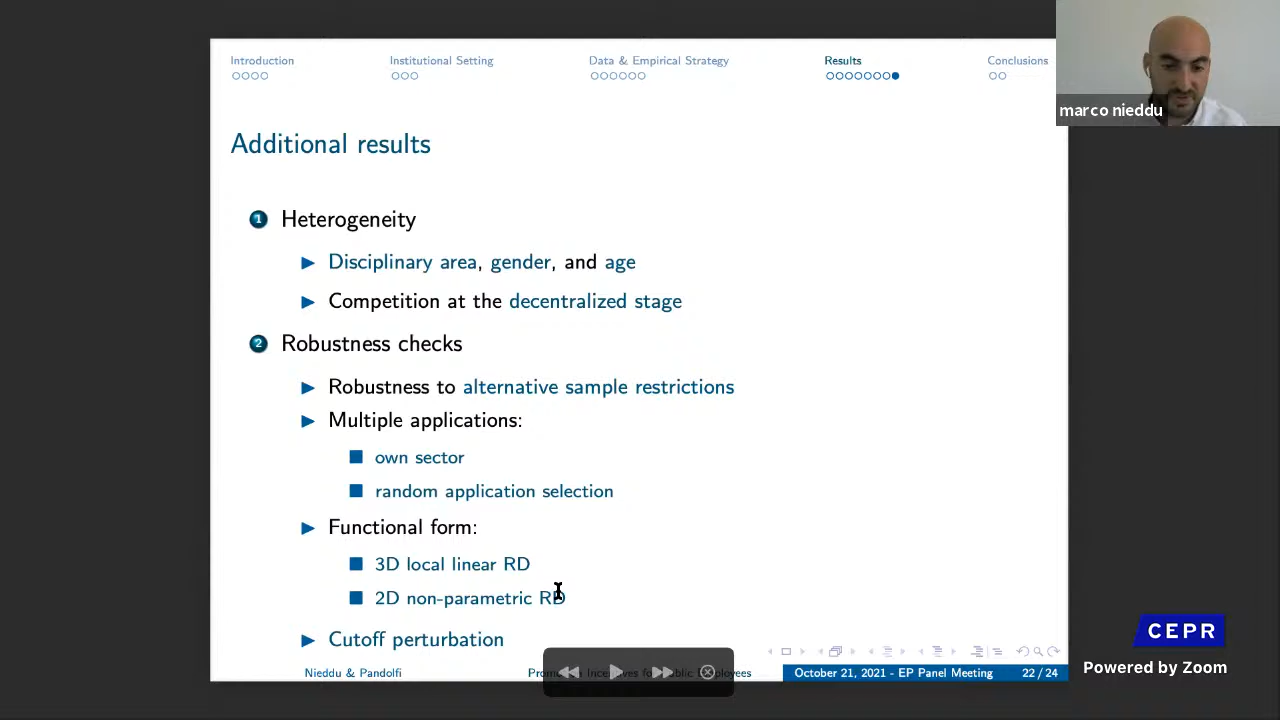 Introduction
Institutional Setting
Data & Empirical Strategy
Results
Conclusions
marco nieddu
Additional results
1 Heterogeneity
Disciplinary area, gender, and age
Competition at the decentralized stage
2 Robustness checks
Robustness to alternative sample restrictions
Multiple applications:
own sector
random application selection
Functional form:
3D local linear RD
2D non-parametric RD
Cutoff perturbation
Nieddu & Pandolfi
Incentives for Employees
October 21, 2021 - EP Panel Meeting
22 / 24
CEPR
Powered by Zoom